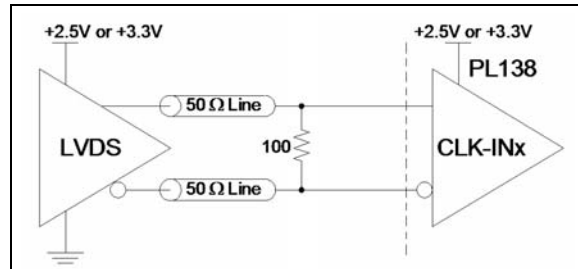 +2.5V or +3.3V
+2.5V or +3.3V
PL138
50 Ω Line
LVDS
100
CLK-INx
50 Ω Line